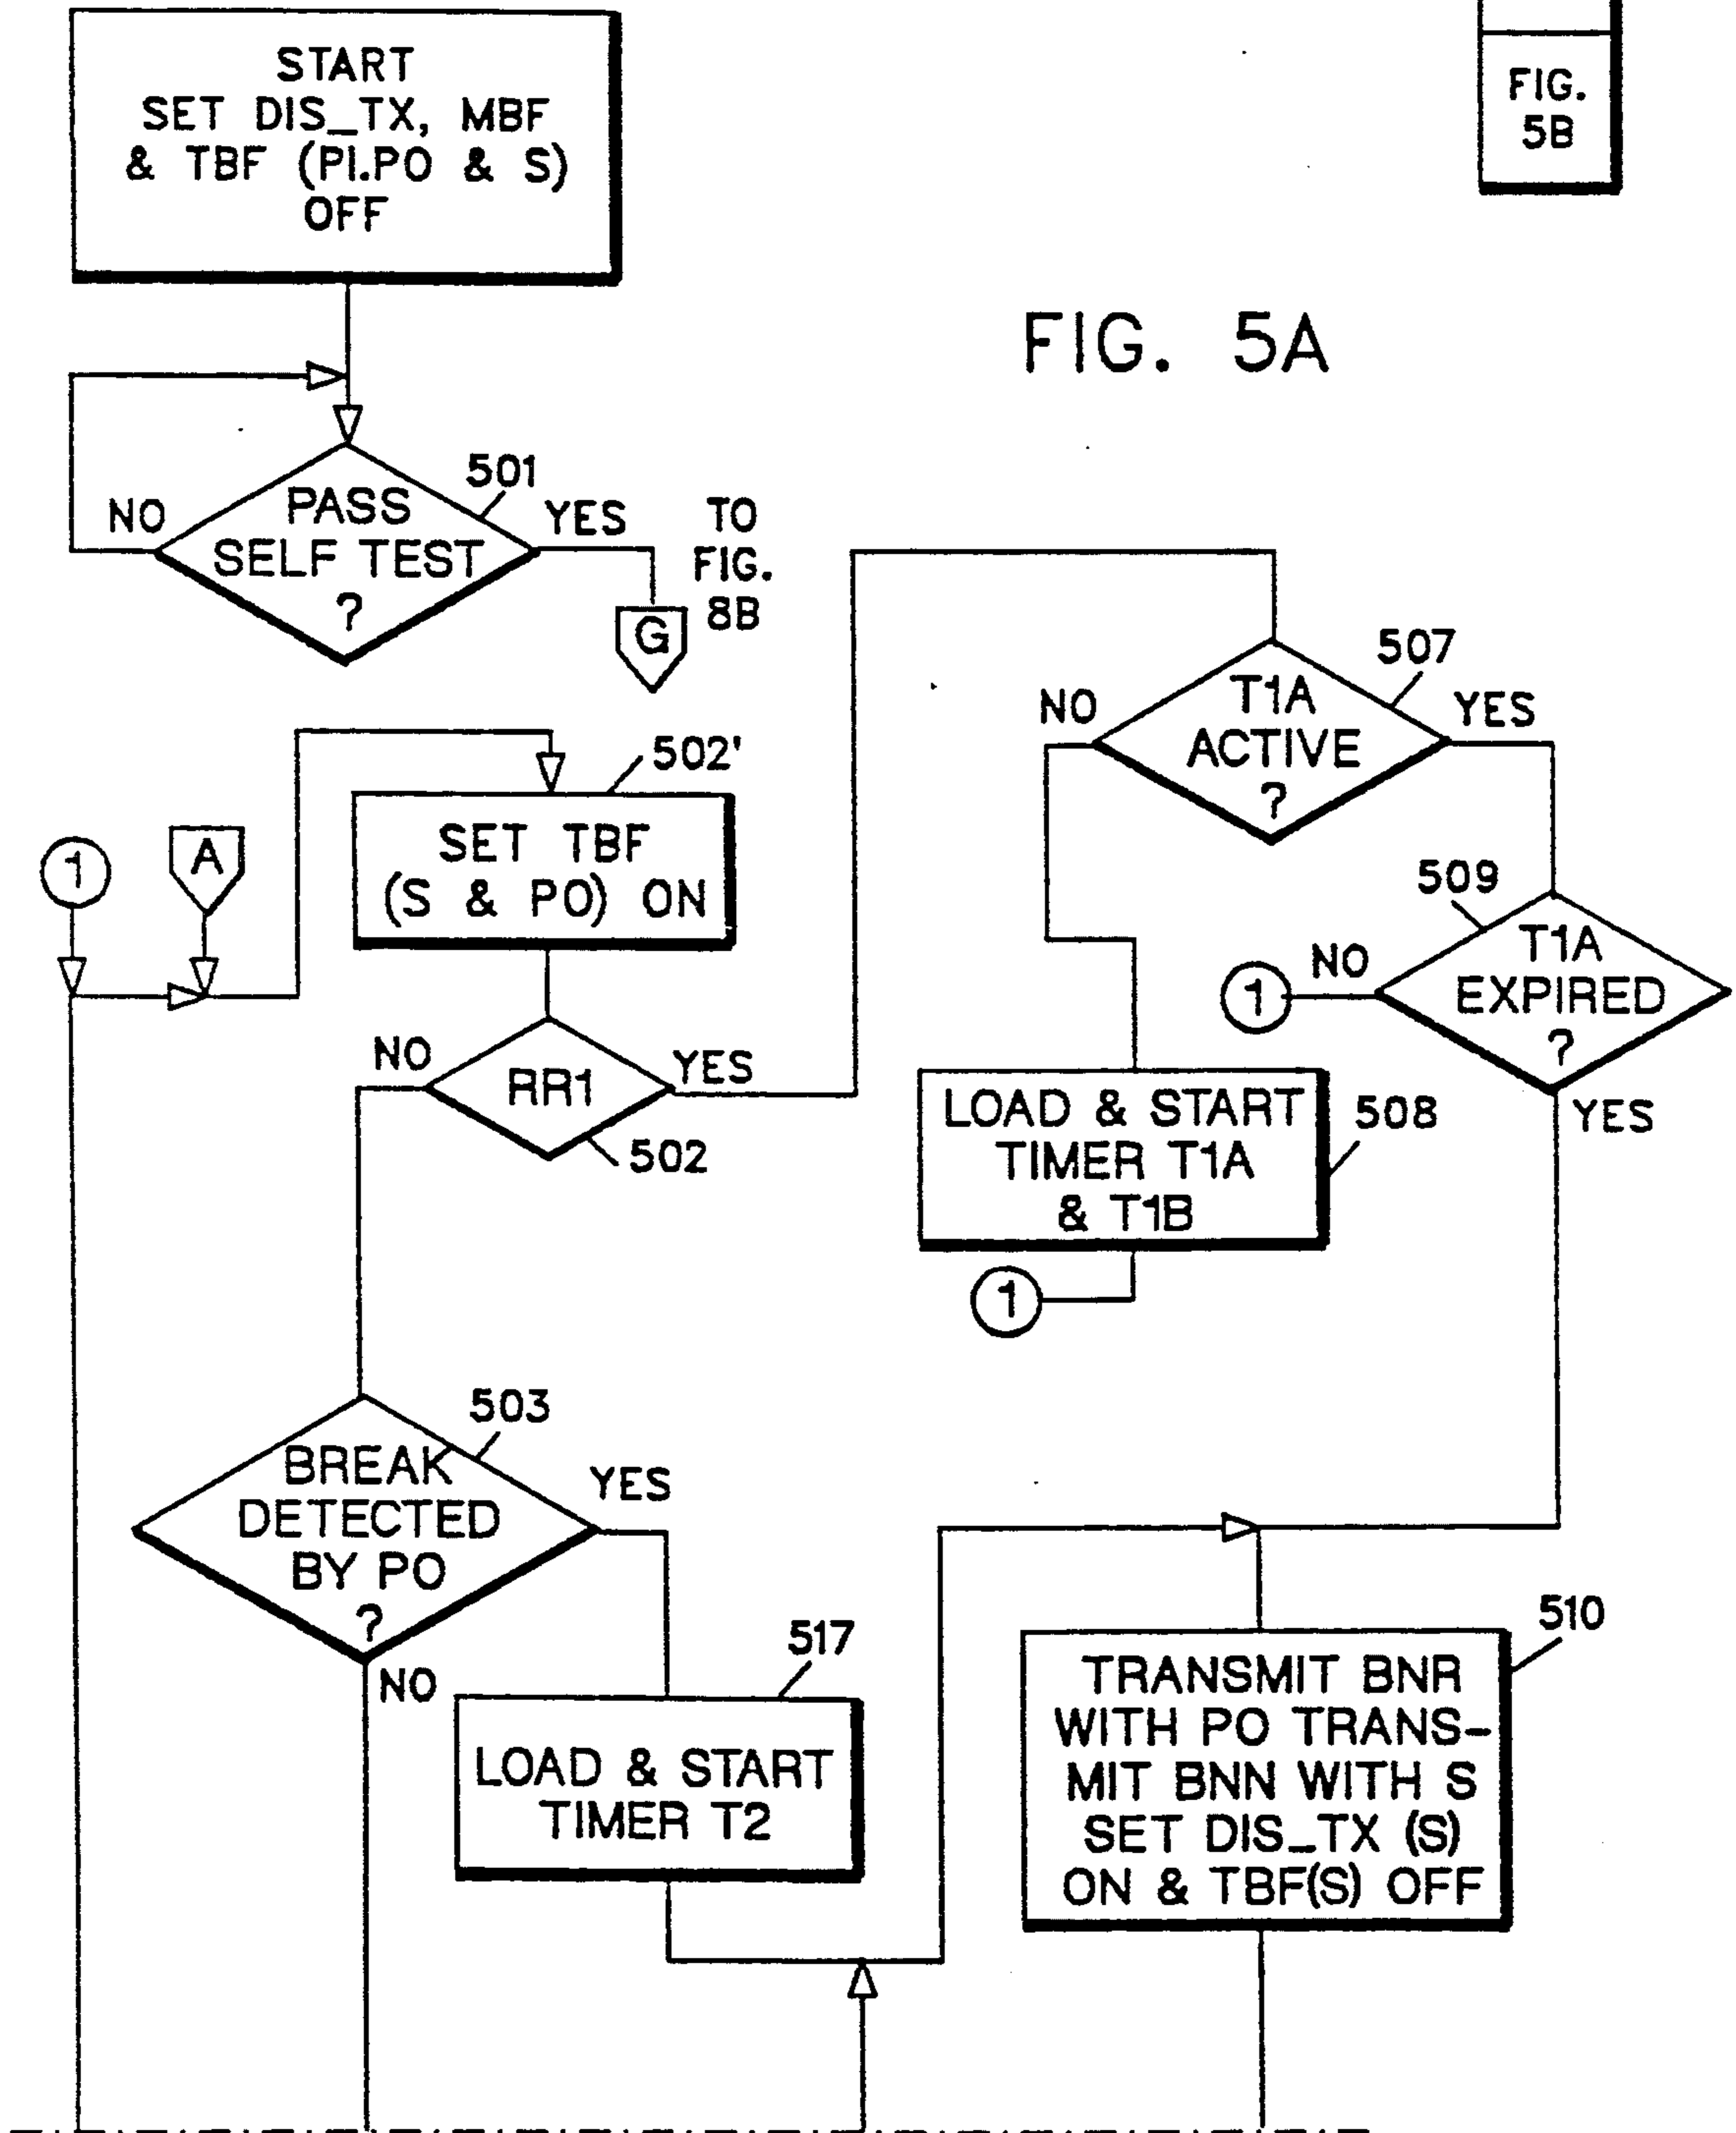 START
SET DIS_TX, MBF
& TBF (PI.PO & S)
OFF
FIG.
5B
FIG. 5A
501
NO
PASS
SELF TEST
?
YES
TO
FIG.
8B
G
507
NO
T1A
ACTIVE
?
YES
502'
1
A
SET TBF
(S & PO) ON
509
NO
T1A
EXPIRED
?
1
YES
NO
RR1
YES
502
LOAD & START
TIMER T1A
& T1B
508
1
503
BREAK
DETECTED
BY PO
?
YES
NO
517
LOAD & START
TIMER T2
510
TRANSMIT BNR
WITH PO TRANS-
MIT BNN WITH S
SET DIS_TX (S)
ON & TBF(S) OFF